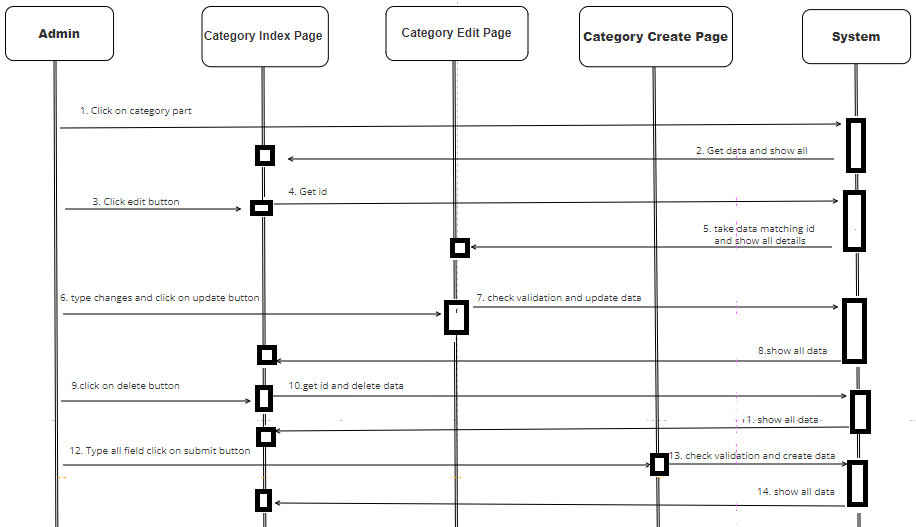 Admin
Category Index Page
Category Edit Page
Category Create Page
System
1. Click on category part
2. Get data and show all
3. Click edit button
4. Get id
5. take data matching id
and show all details
6. type changes and click on update button
7. check validation and update data
8.show all data
9.click on delete button
10.get id and delete data
11. show all data
12. Type all field click on submit button
13. check validation and create data
14. show all data